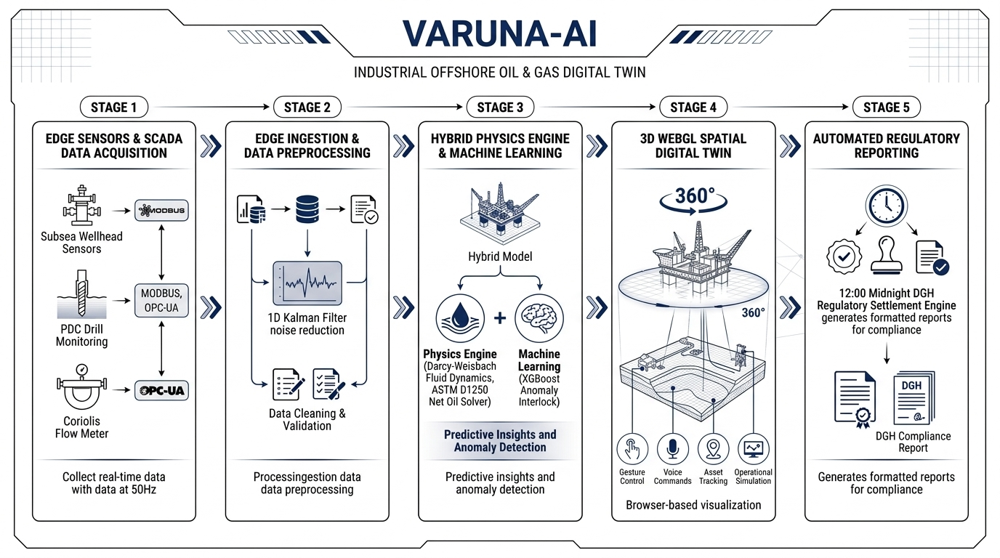 VARUNA-AI
INDUSTRIAL OFFSHORE OIL & GAS DIGITAL TWIN
STAGE 1
EDGE SENSORS & SCADA
DATA ACQUISITION
Subsea Wellhead
Sensors
MODBUS
PDC Drill
Monitoring
MODBUS,
OPC-UA
Coriolis
Flow Meter
OPC-UA
Collect real-time data
with data at 50Hz
STAGE 2
EDGE INGESTION &
DATA PREPROCESSING
1D Kalman Filter
noise reduction
Data Cleaning &
Validation
Processingestion data
data preprocessing
STAGE 3
HYBRID PHYSICS ENGINE
& MACHINE LEARNING
Hybrid Model
+
Physics Engine
(Darcy-Weisbach
Fluid Dynamics,
ASTM D1250
Net Oil Solver)
Machine
Learning
(XGBoost
Anomaly
Interlock)
Predictive Insights and
Anomaly Detection
Predictive insights and
anomaly detection
STAGE 4
3D WEBGL SPATIAL
DIGITAL TWIN
360°
360°
Gesture
Control
Voice
Commands
Asset
Tracking
Operational
Simulation
Browser-based visualization
STAGE 5
AUTOMATED REGULATORY
REPORTING
12:00 Midnight DGH
Regulatory Settlement Engine
generates formatted reports
for compliance
DGH
DGH Compliance
Report
Generates formatted reports
for compliance